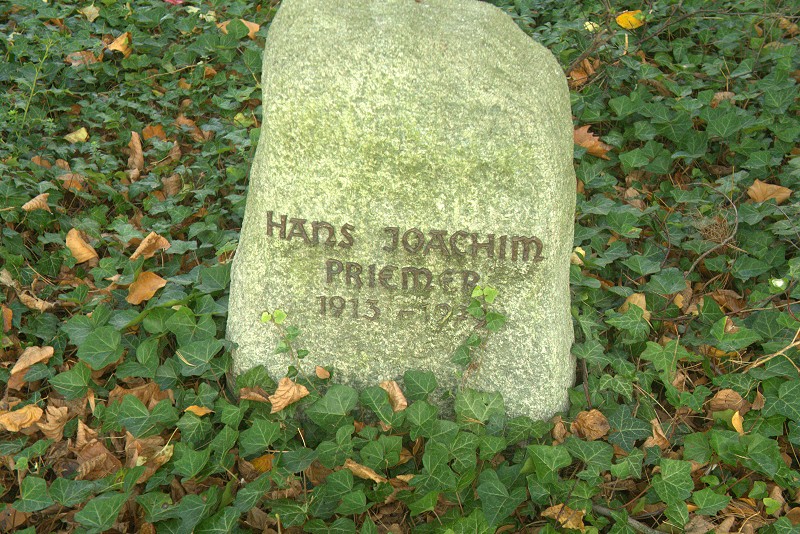 Hans Joachim
Priemer
1913 -